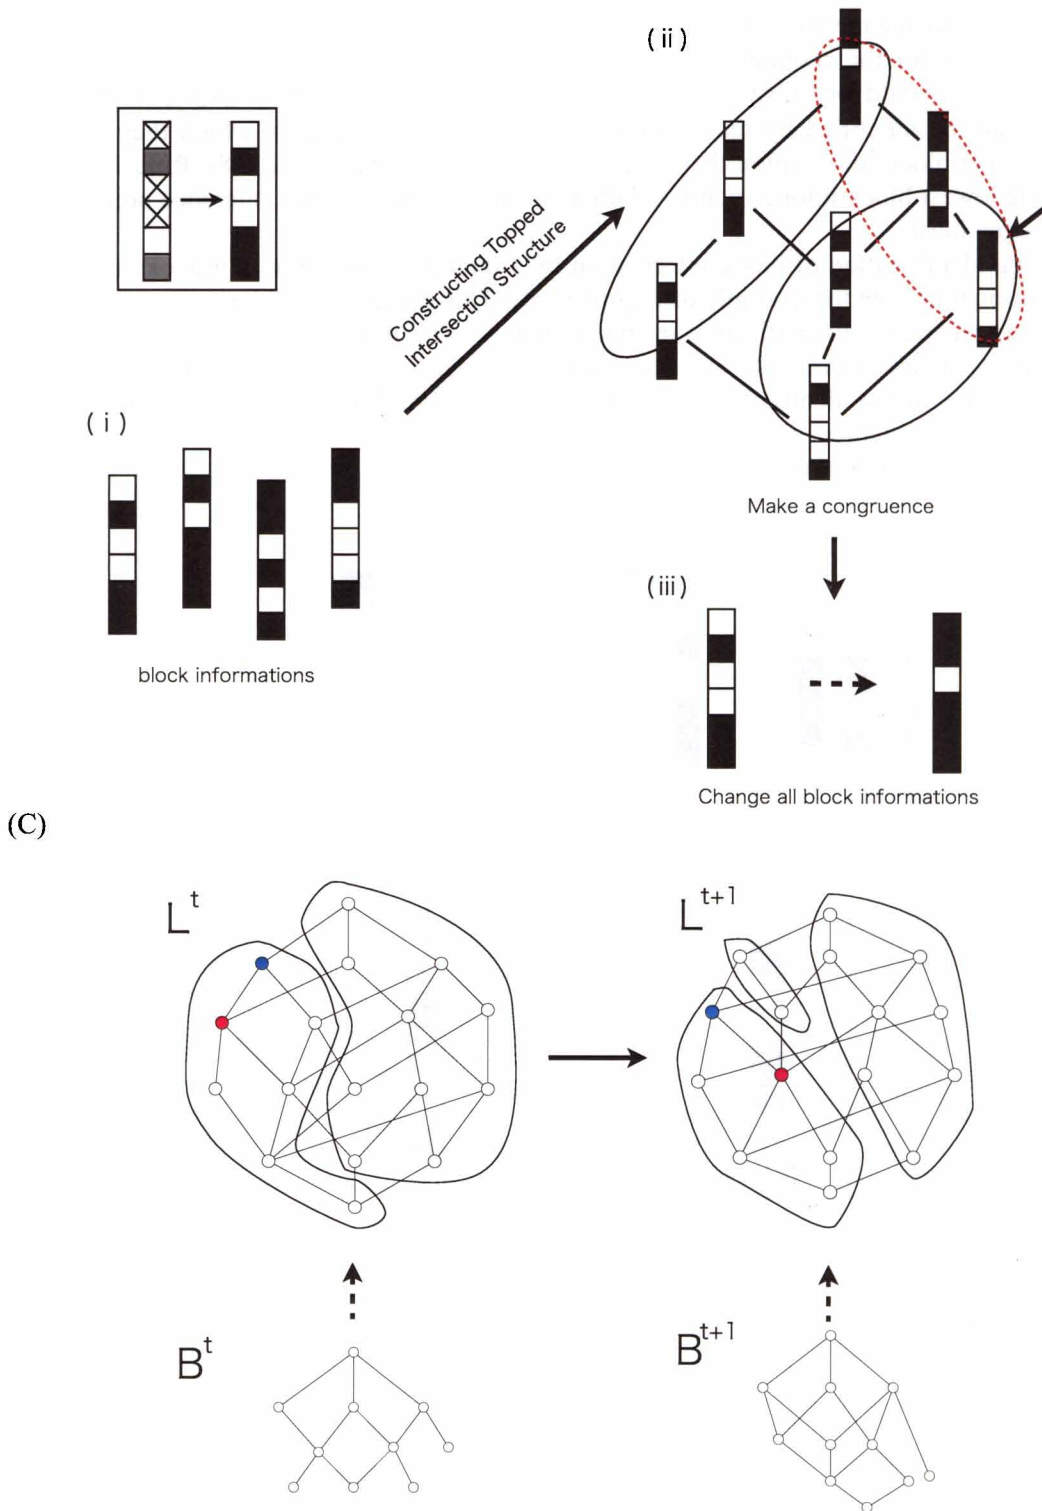 (ii)
Constructing Topped
Intersection Structure
(i)
block informations
Make a congruence
(iii)
Change all block informations
(C)
L^t
L^{t+1}
B^t
B^{t+1}